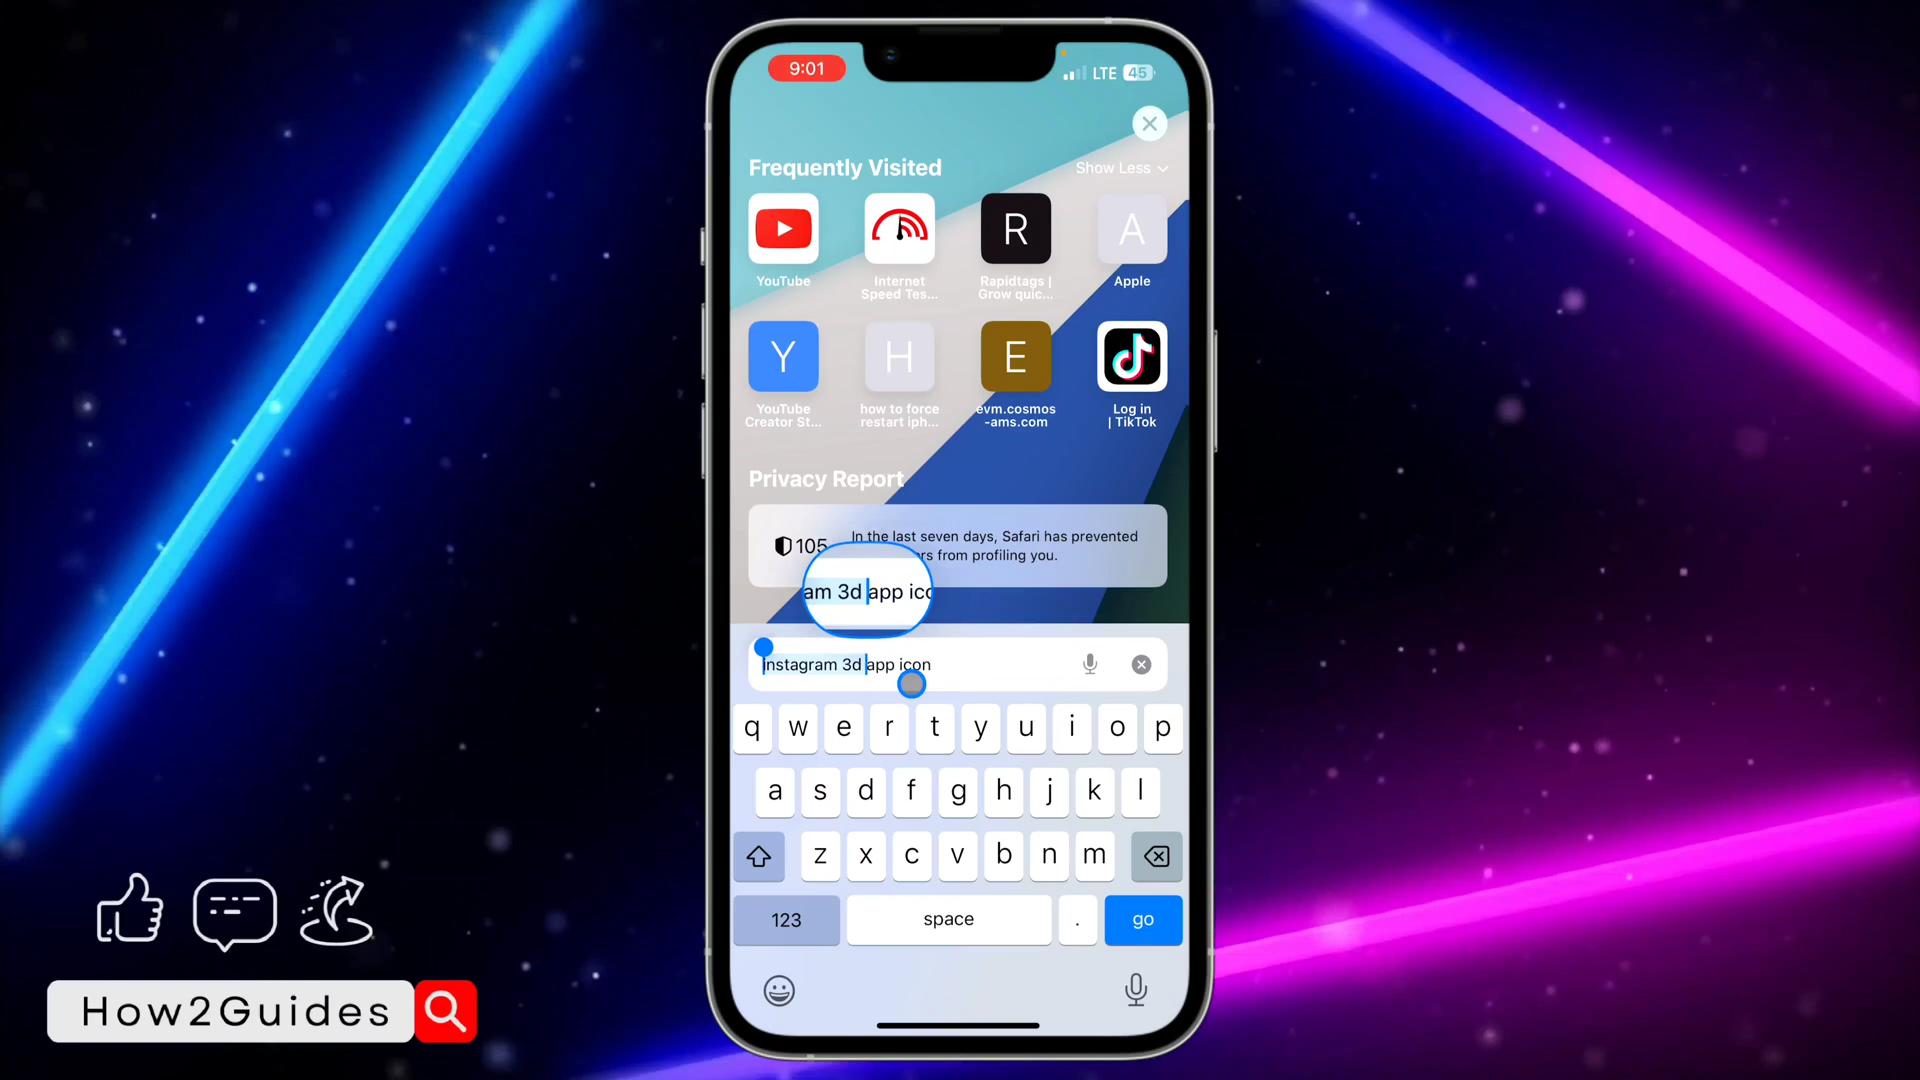 9:01
LTE 45
Frequently Visited
Show Less
R
A
YouTube
Internet Speed Tes...
Rapidtags | Grow quic...
Apple
Y
H
E
YouTube Creator St...
how to force restart iph...
evm.cosmos-ams.com
Log in | TikTok
Privacy Report
105
In the last seven days, Safari has prevented
from profiling you.
am 3d app
instagram 3d app icon
q w e r t y u i o p
a s d f g h j k l
z x c v b n m
123 space . go
How2Guides